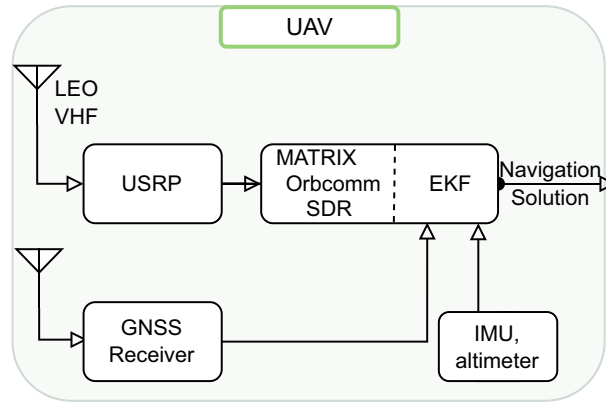 UAV
LEO
VHF
USRP
MATRIX
Orbcomm
SDR
EKF
Navigation
Solution
GNSS
Receiver
IMU,
altimeter